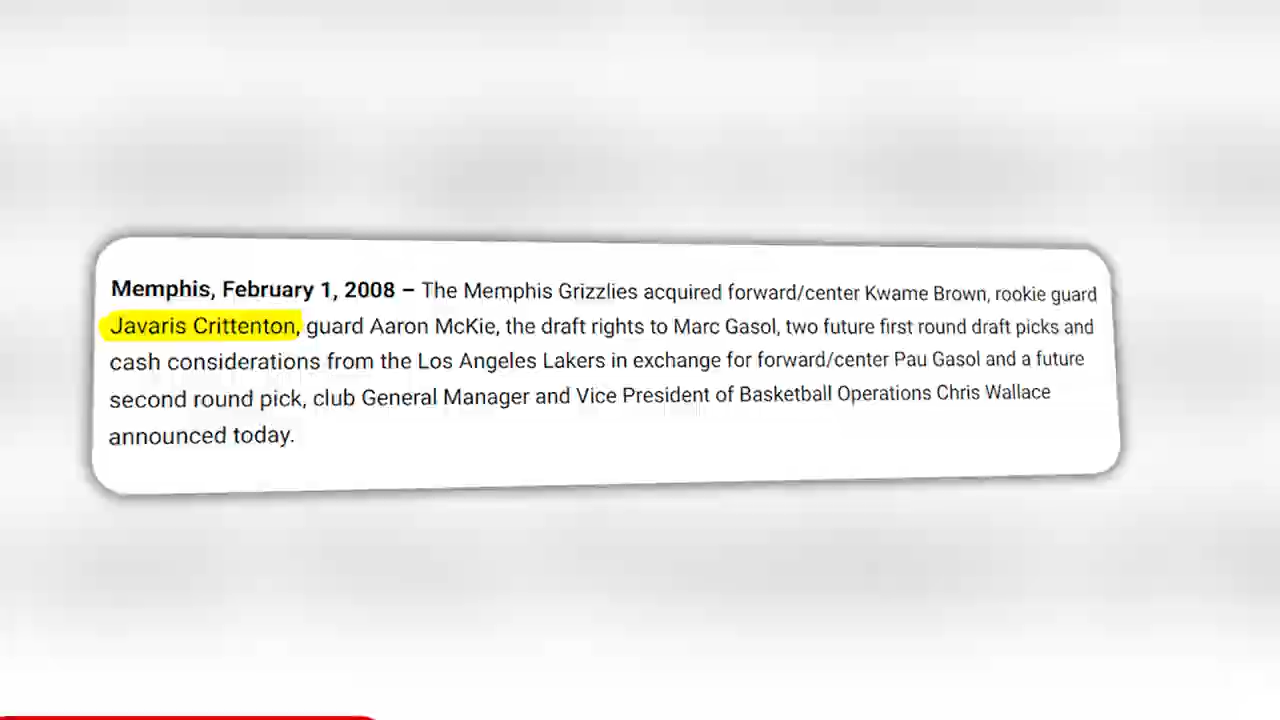 Memphis, February 1, 2008 – The Memphis Grizzlies acquired forward/center Kwame Brown, rookie guard
Javaris Crittenton, guard Aaron McKie, the draft rights to Marc Gasol, two future first round draft picks and
cash considerations from the Los Angeles Lakers in exchange for forward/center Pau Gasol and a future
second round pick, club General Manager and Vice President of Basketball Operations Chris Wallace
announced today.